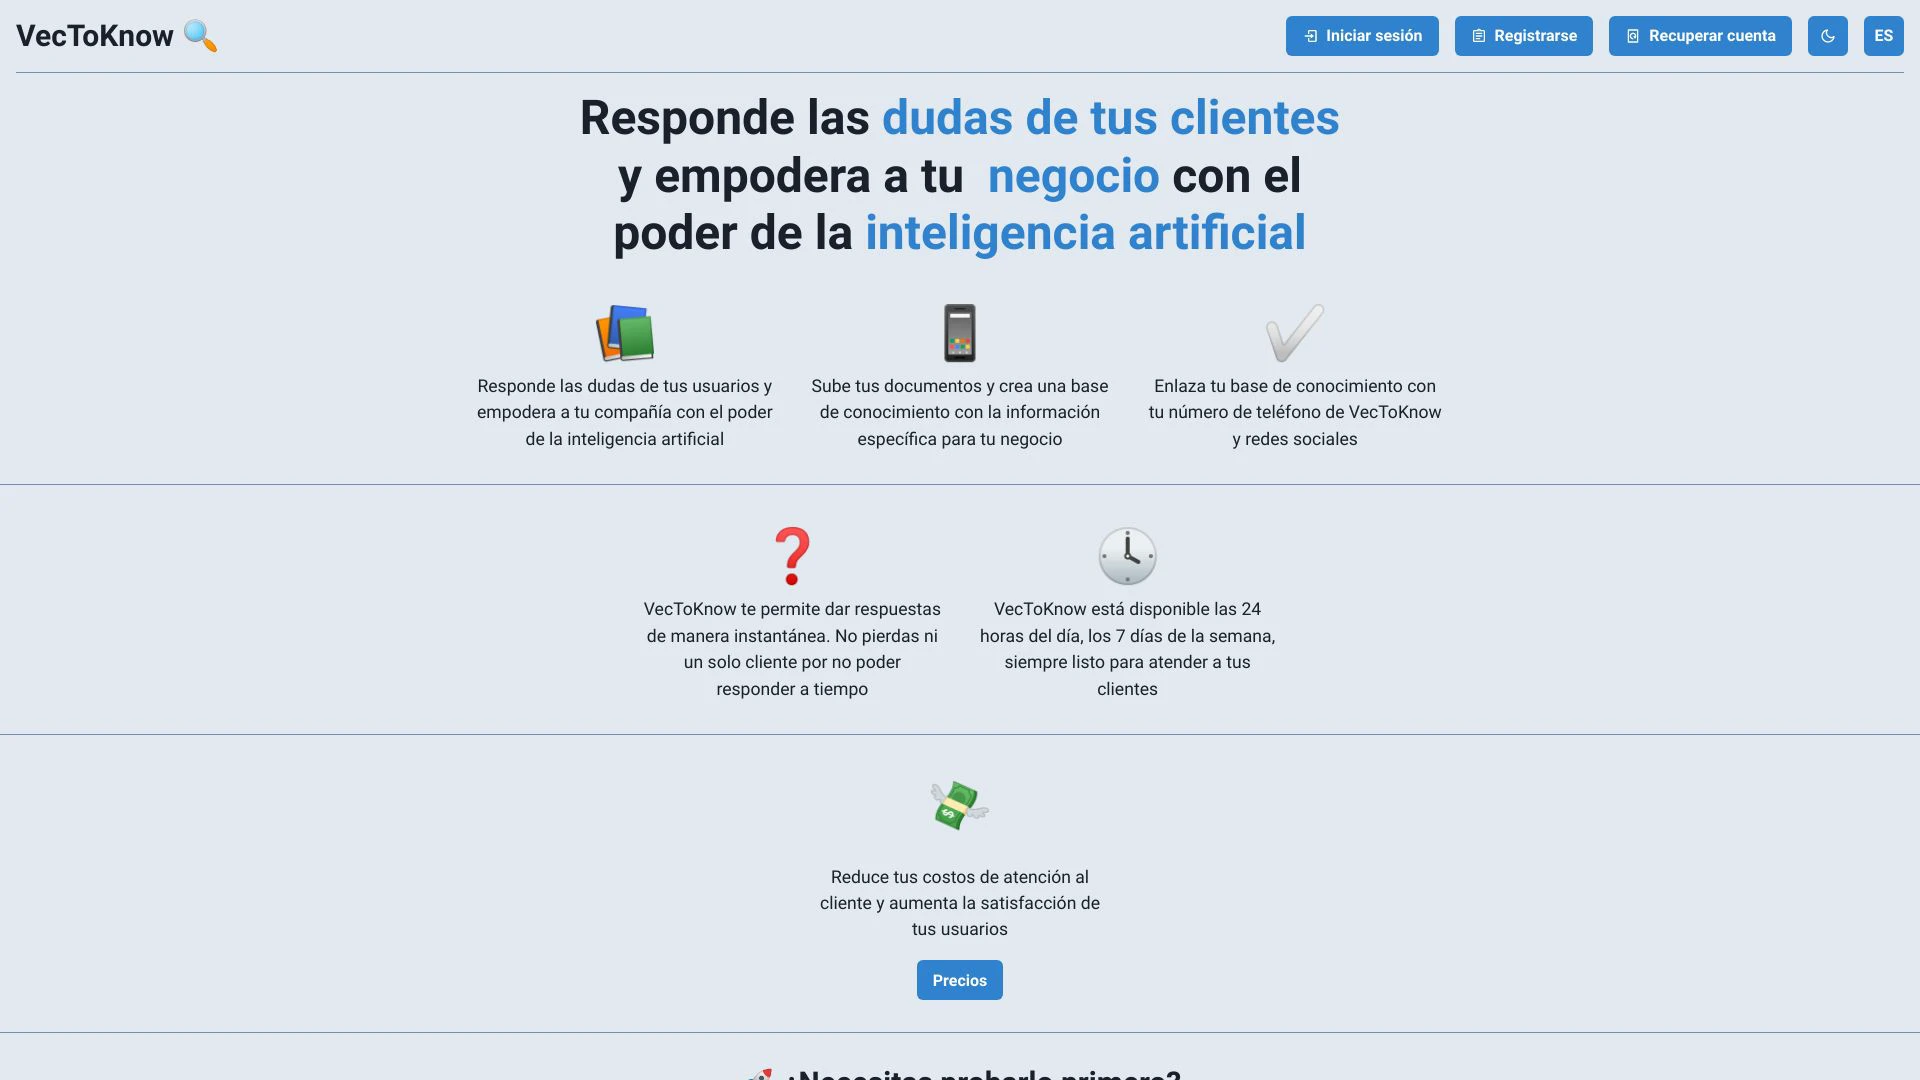 VecToKnow
Iniciar sesión
Registrarse
Recuperar cuenta
ES
Responde las dudas de tus clientes
y empodera a tu negocio con el
poder de la inteligencia artificial
Responde las dudas de tus usuarios y
empodera a tu compañía con el poder
de la inteligencia artificial
Sube tus documentos y crea una base
de conocimiento con la información
específica para tu negocio
Enlaza tu base de conocimiento con
tu número de teléfono de VecToKnow
y redes sociales
VecToKnow te permite dar respuestas
de manera instantánea. No pierdas ni
un solo cliente por no poder
responder a tiempo
VecToKnow está disponible las 24
horas del día, los 7 días de la semana,
siempre listo para atender a tus
clientes
Reduce tus costos de atención al
cliente y aumenta la satisfacción de
tus usuarios
Precios
¿Necesitas probarlo primero?